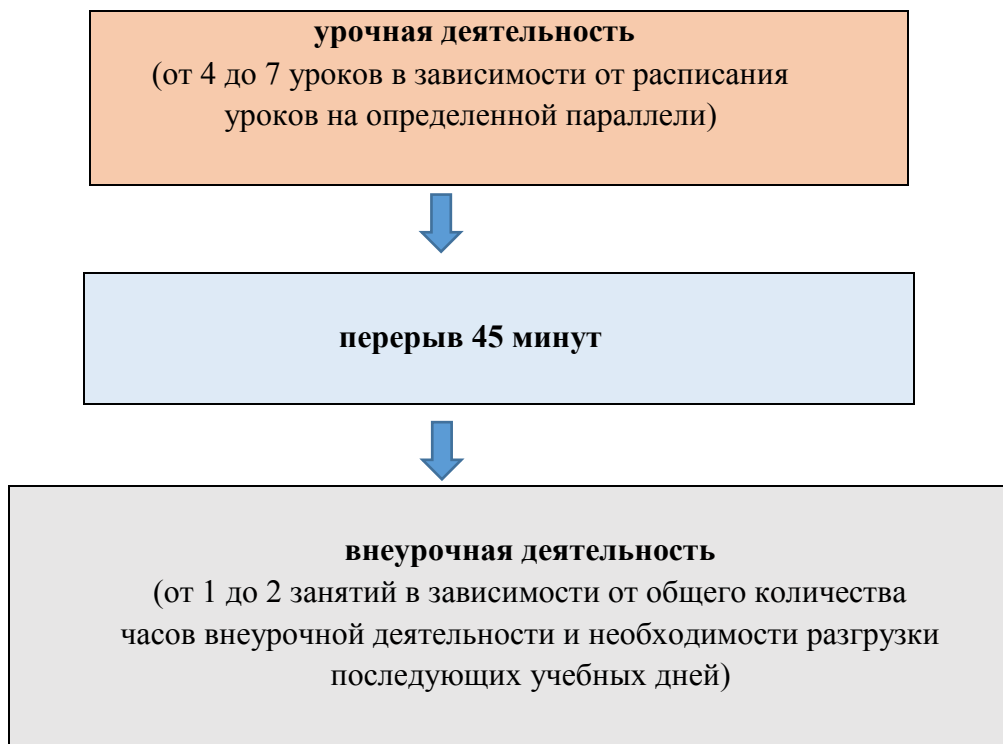 урочная деятельность
(от 4 до 7 уроков в зависимости от расписания
уроков на определенной параллели)
перерыв 45 минут
внеурочная деятельность
(от 1 до 2 занятий в зависимости от общего количества
часов внеурочной деятельности и необходимости разгрузки
последующих учебных дней)